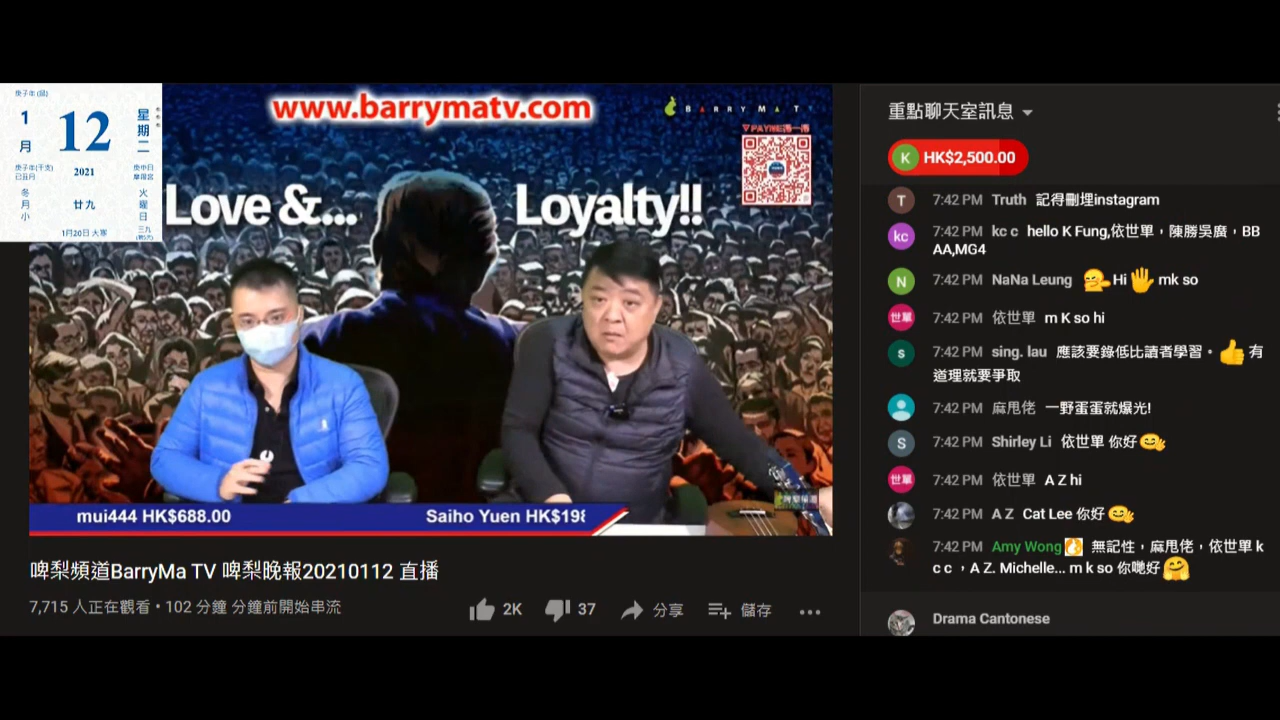 庚子年
1
月
12
2021
廿九
星期二
冬月小
火曜日
1月20日 大寒
www.barrymatv.com
BARRYMATV
Love &...
Loyalty!!
mui444 HK$688.00
Saiho Yuen HK$198
啤梨頻道BarryMa TV 啤梨晚報20210112 直播
7,715 人正在觀看 • 102 分鐘 分鐘前開始串流
2K
37
分享
儲存
重點聊天室訊息
K HK$2,500.00
T 7:42 PM Truth 記得刪埋instagram
kc 7:42 PM kc c hello K Fung,依世單，陳勝吳廣，BB
AA,MG4
N 7:42 PM NaNa Leung Hi mk so
世單 7:42 PM 依世單 m K so hi
s 7:42 PM sing. lau 應該要錄低比讀者學習。有
道理就要爭取
7:42 PM 麻甩佬 一野蛋蛋就爆光!
S 7:42 PM Shirley Li 依世單 你好
世單 7:42 PM 依世單 A Z hi
7:42 PM A Z Cat Lee 你好
7:42 PM Amy Wong 無記性，麻甩佬，依世單 k
c c ，A Z. Michelle... m k so 你哋好
Drama Cantonese